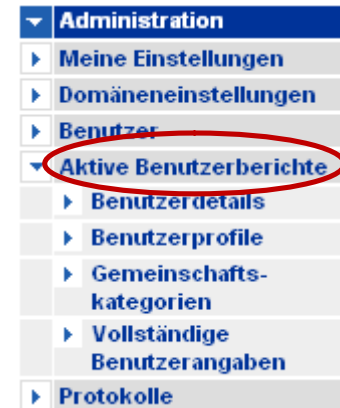 Administration
Meine Einstellungen
Domäneneinstellungen
Benutzer
Aktive Benutzerberichte
Benutzerdetails
Benutzerprofile
Gemeinschafts-
kategorien
Vollständige
Benutzerangaben
Protokolle